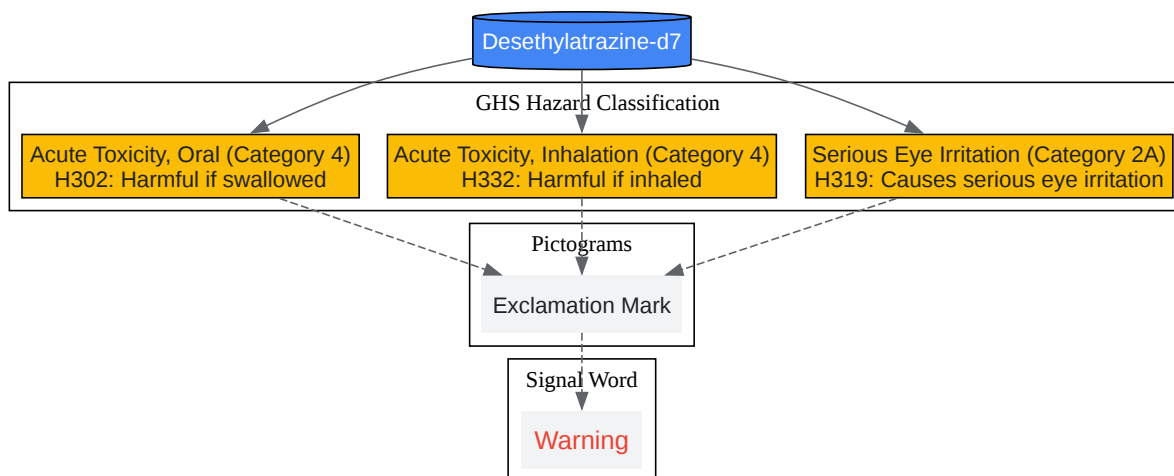 Desethylatrazine-d7
GHS Hazard Classification
Acute Toxicity, Oral (Category 4)
H302: Harmful if swallowed
Acute Toxicity, Inhalation (Category 4)
H332: Harmful if inhaled
Serious Eye Irritation (Category 2A)
H319: Causes serious eye irritation
Pictograms
Exclamation Mark
Signal Word
Warning